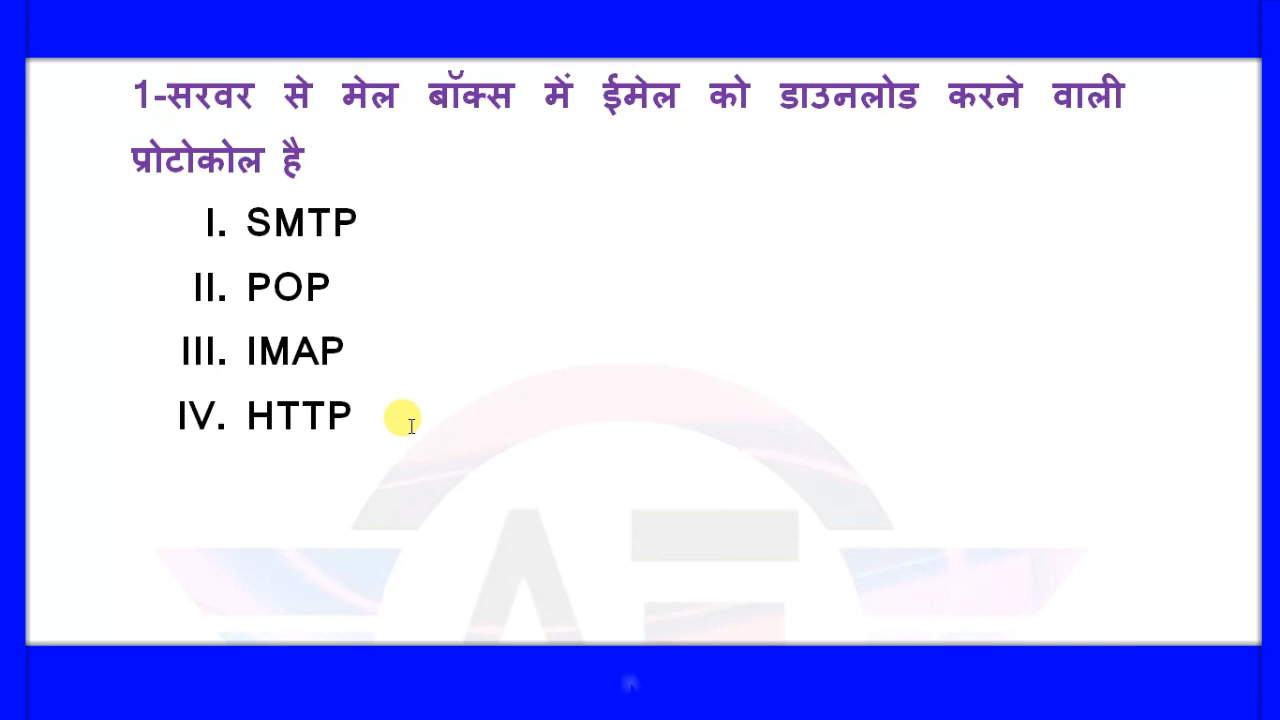 1-सरवर से मेल बॉक्स में ईमेल को डाउनलोड करने वाली
प्रोटोकोल है
I. SMTP
II. POP
III. IMAP
IV. HTTP